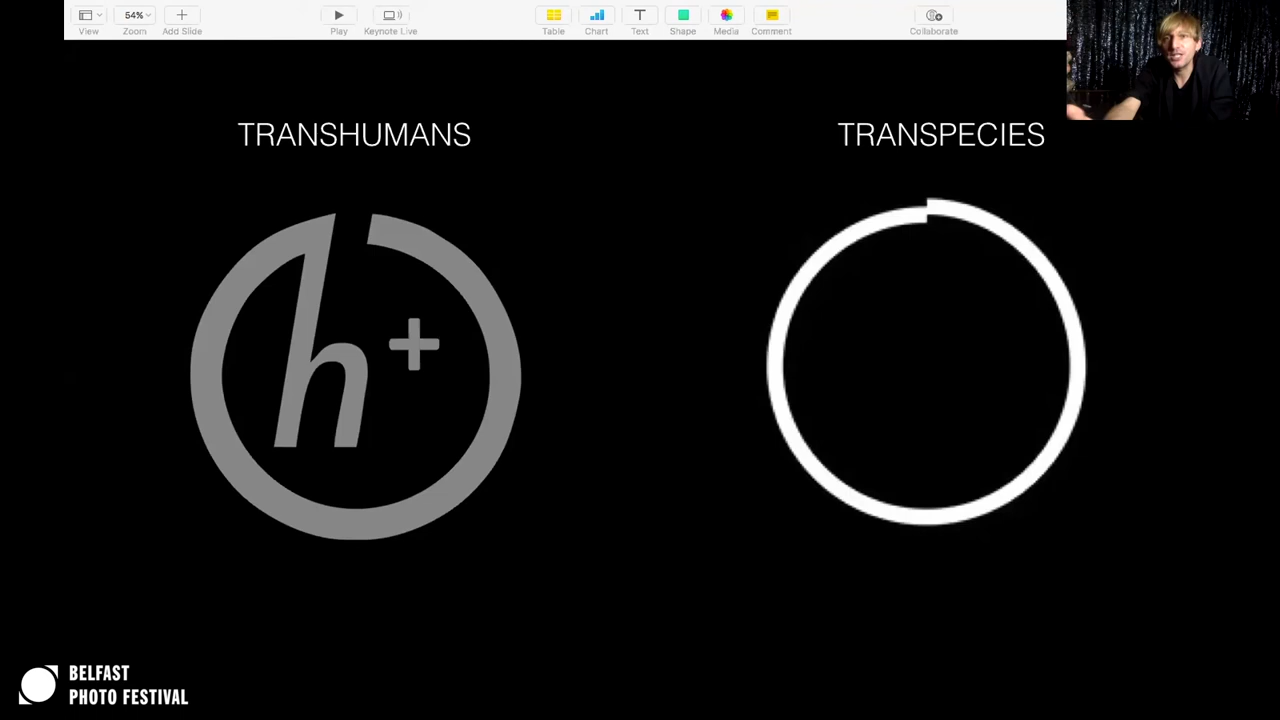 54%
View
Zoom
Add Slide
Play
Keynote Live
Table
Chart
Text
Shape
Media
Comment
Collaborate
TRANSHUMANS
TRANSPECIES
h+
BELFAST
PHOTO FESTIVAL